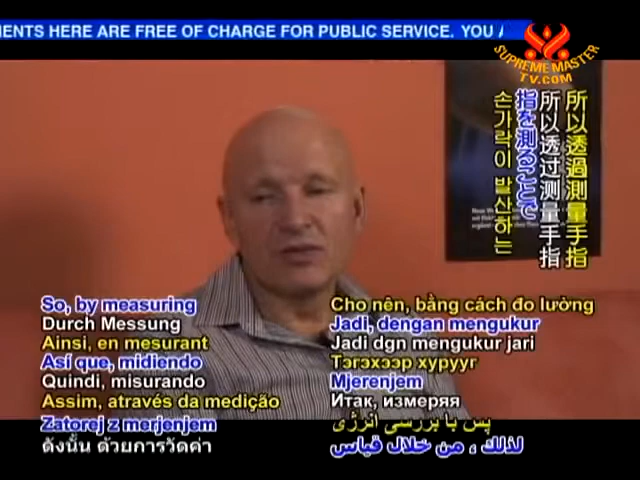 ENTS HERE ARE FREE OF CHARGE FOR PUBLIC SERVICE. YOU
SUPREME MASTER
TV.COM
所以透過測量手指
所以透过测量手指
指を測ることで
손가락이 발산하는
So, by measuring
Durch Messung
Ainsi, en mesurant
Así que, midiendo
Quindi, misurando
Assim, através da medição
Zatorej z merjenjem
ดังนั้น ด้วยการวัดค่า
Cho nên, bằng cách đo lường
Jadi, dengan mengukur
Jadi dgn mengukur jari
Тэгэхээр хурууг
Mjerenjem
Итак, измеряя
پس با بررسی انرژی
لذلك ، من خلال قياس